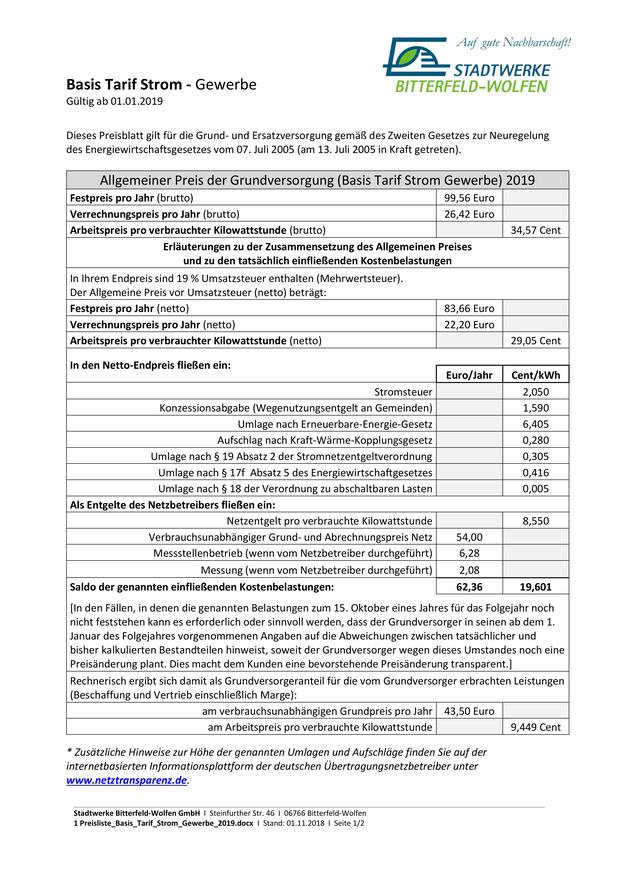 Auf gute Nachbarschaft!
STADTWERKE
BITTERFELD-WOLFEN
Basis Tarif Strom - Gewerbe
Gültig ab 01.01.2019
Dieses Preisblatt gilt für die Grund- und Ersatzversorgung gemäß des Zweiten Gesetzes zur Neuregelung
des Energiewirtschaftsgesetzes vom 07. Juli 2005 (am 13. Juli 2005 in Kraft getreten).
Allgemeiner Preis der Grundversorgung (Basis Tarif Strom Gewerbe) 2019
Festpreis pro Jahr (brutto) 99,56 Euro
Verrechnungspreis pro Jahr (brutto) 26,42 Euro
Arbeitspreis pro verbrauchter Kilowattstunde (brutto) 34,57 Cent
Erläuterungen zu der Zusammensetzung des Allgemeinen Preises
und zu den tatsächlich einfließenden Kostenbelastungen
In Ihrem Endpreis sind 19 % Umsatzsteuer enthalten (Mehrwertsteuer).
Der Allgemeine Preis vor Umsatzsteuer (netto) beträgt:
Festpreis pro Jahr (netto) 83,66 Euro
Verrechnungspreis pro Jahr (netto) 22,20 Euro
Arbeitspreis pro verbrauchter Kilowattstunde (netto) 29,05 Cent
In den Netto-Endpreis fließen ein:
Euro/Jahr Cent/kWh
Stromsteuer 2,050
Konzessionsabgabe (Wegenutzungsentgelt an Gemeinden) 1,590
Umlage nach Erneuerbare-Energie-Gesetz 6,405
Aufschlag nach Kraft-Wärme-Kopplungsgesetz 0,280
Umlage nach § 19 Absatz 2 der Stromnetzentgeltverordnung 0,305
Umlage nach § 17f Absatz 5 des Energiewirtschaftgesetzes 0,416
Umlage nach § 18 der Verordnung zu abschaltbaren Lasten 0,005
Als Entgelte des Netzbetreibers fließen ein:
Netzentgelt pro verbrauchte Kilowattstunde 8,550
Verbrauchsunabhängiger Grund- und Abrechnungspreis Netz 54,00
Messstellenbetrieb (wenn vom Netzbetreiber durchgeführt) 6,28
Messung (wenn vom Netzbetreiber durchgeführt) 2,08
Saldo der genannten einfließenden Kostenbelastungen: 62,36 19,601
[In den Fällen, in denen die genannten Belastungen zum 15. Oktober eines Jahres für das Folgejahr noch
nicht feststehen kann es erforderlich oder sinnvoll werden, dass der Grundversorger in seinen ab dem 1.
Januar des Folgejahres vorgenommenen Angaben auf die Abweichungen zwischen tatsächlicher und
bisher kalkulierten Bestandteilen hinweist, soweit der Grundversorger wegen dieses Umstandes noch eine
Preisänderung plant. Dies macht dem Kunden eine bevorstehende Preisänderung transparent.]
Rechnerisch ergibt sich damit als Grundversorgeranteil für die vom Grundversorger erbrachten Leistungen
(Beschaffung und Vertrieb einschließlich Marge):
am verbrauchsunabhängigen Grundpreis pro Jahr 43,50 Euro
am Arbeitspreis pro verbrauchte Kilowattstunde 9,449 Cent
* Zusätzliche Hinweise zur Höhe der genannten Umlagen und Aufschläge finden Sie auf der
internetbasierten Informationsplattform der deutschen Übertragungsnetzbetreiber unter
www.netztransparenz.de.
Stadtwerke Bitterfeld-Wolfen GmbH I Steinfurther Str. 46 I 06766 Bitterfeld-Wolfen
1 Preisliste_Basis_Tarif_Strom_Gewerbe_2019.docx I Stand: 01.11.2018 I Seite 1/2